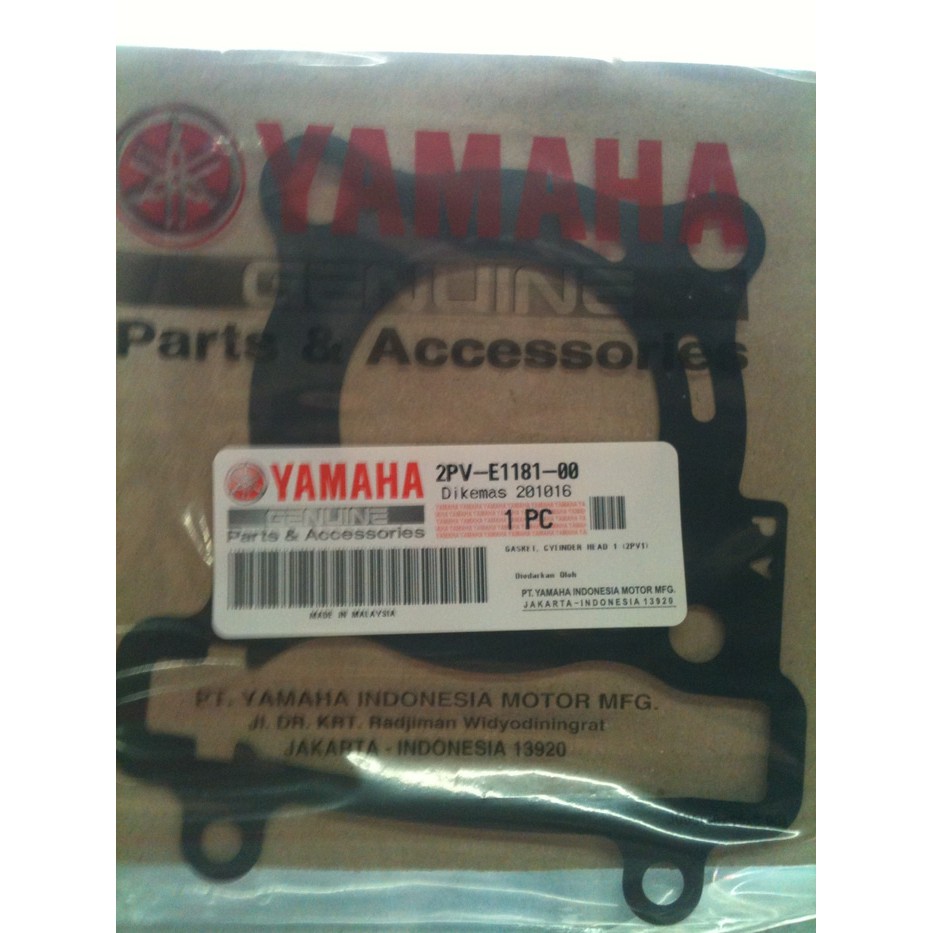 YAMAHA
GENUINE
Parts & Accessories
YAMAHA
GENUINE
Parts & Accessories
MADE IN MALAYSIA
2PV-E1181-00
Dikemas 201016
1 PC
GASKET, CYLINDER HEAD 1 (2PV1)
Diedarkan Oleh
PT. YAMAHA INDONESIA MOTOR MFG.
JAKARTA-INDONESIA 13920
PT. YAMAHA INDONESIA MOTOR MFG.
Jl. DR. KRT. Radjiman Widyodiningrat
JAKARTA - INDONESIA 13920